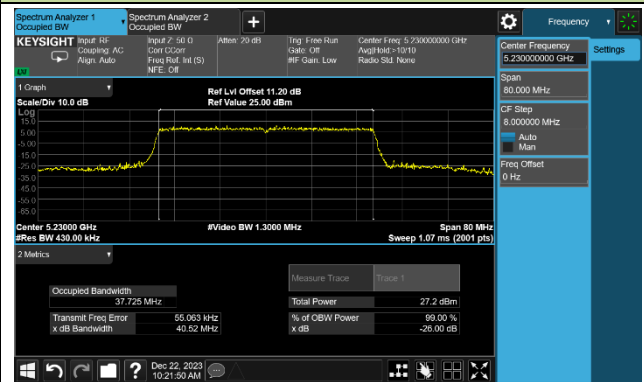 Spectrum Analyzer 1
Occupied BW
Spectrum Analyzer 2
Occupied BW
Frequency
KEYSIGHT
Input: RF
Coupling: AC
Align: Auto
Input Z: 50 Ω
Corr CCorr
Freq Ref: Int (S)
NFE: Off
Atten: 20 dB
Trig: Free Run
Gate: Off
#IF Gain: Low
Center Freq: 5.230000000 GHz
Avg|Hold:>10/10
Radio Std: None
Center Frequency
5.230000000 GHz
Settings
Span
80.000 MHz
CF Step
8.000000 MHz
Auto
Man
Freq Offset
0 Hz
1 Graph
Scale/Div 10.0 dB
Ref Lvl Offset 11.20 dB
Ref Value 25.00 dBm
Log
15.0
5.00
-5.00
-15.0
-25.0
-35.0
-45.0
-55.0
-65.0
Center 5.23000 GHz
#Res BW 430.00 kHz
#Video BW 1.3000 MHz
Span 80 MHz
Sweep 1.07 ms (2001 pts)
2 Metrics
Measure Trace
Trace 1
Occupied Bandwidth
37.725 MHz
Total Power
27.2 dBm
Transmit Freq Error
55.063 kHz
% of OBW Power
99.00 %
x dB Bandwidth
40.52 MHz
x dB
-26.00 dB
Dec 22, 2023
10:21:50 AM